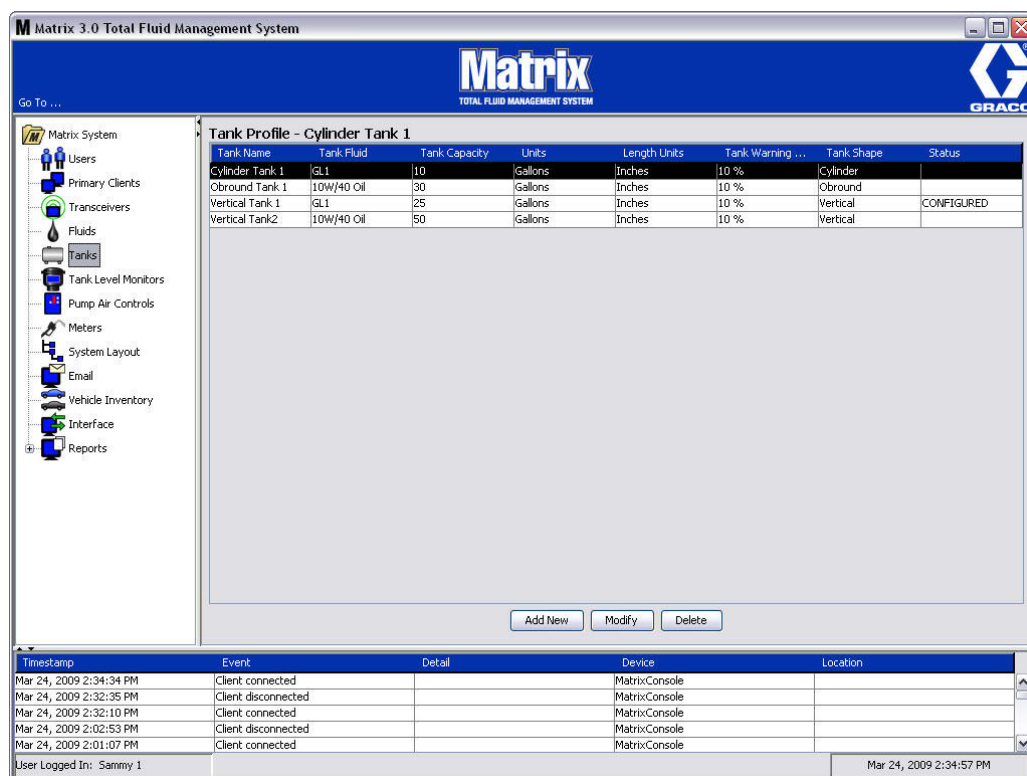 Matrix 3.0 Total Fluid Management System
Matrix
TOTAL FLUID MANAGEMENT SYSTEM
Go To ...
GRACO
Matrix System
Users
Primary Clients
Transceivers
Fluids
Tanks
Tank Level Monitors
Pump Air Controls
Meters
System Layout
Email
Vehicle Inventory
Interface
Reports
Tank Profile - Cylinder Tank 1
Tank Name Tank Fluid Tank Capacity Units Length Units Tank Warning ... Tank Shape Status
Cylinder Tank 1 GL1 10 Gallons Inches 10 % Cylinder
Obround Tank 1 10W/40 Oil 30 Gallons Inches 10 % Obround
Vertical Tank 1 GL1 25 Gallons Inches 10 % Vertical CONFIGURED
Vertical Tank2 10W/40 Oil 50 Gallons Inches 10 % Vertical
Add New Modify Delete
Timestamp Event Detail Device Location
Mar 24, 2009 2:34:34 PM Client connected MatrixConsole
Mar 24, 2009 2:32:35 PM Client disconnected MatrixConsole
Mar 24, 2009 2:32:10 PM Client connected MatrixConsole
Mar 24, 2009 2:02:53 PM Client disconnected MatrixConsole
Mar 24, 2009 2:01:07 PM Client connected MatrixConsole
User Logged In: Sammy 1 Mar 24, 2009 2:34:57 PM